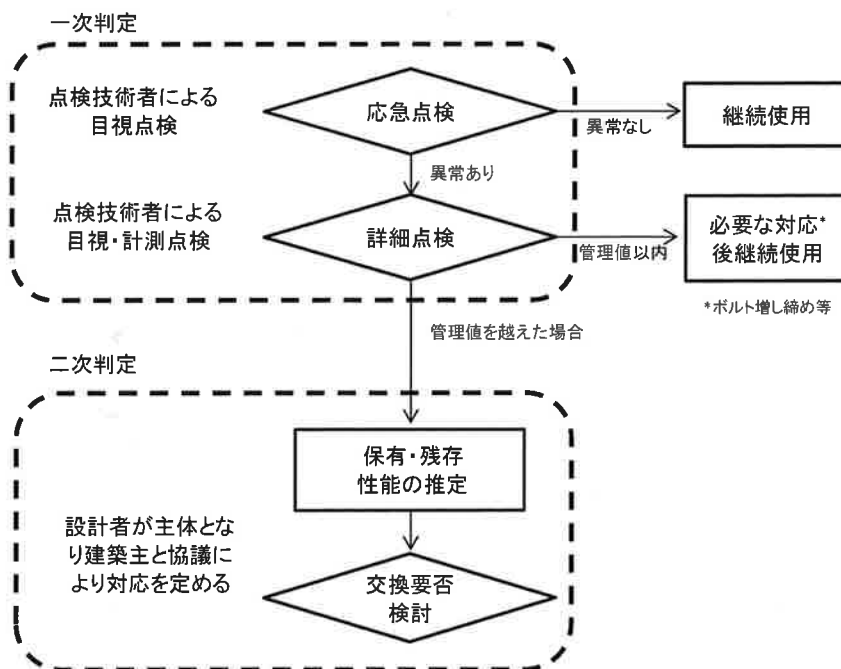 一次判定
点検技術者による
目視点検
応急点検
異常なし
継続使用
異常あり
点検技術者による
目視・計測点検
詳細点検
管理値以内
必要な対応*
後継続使用
*ボルト増し締め等
管理値を越えた場合
二次判定
保有・残存
性能の推定
設計者が主体とな
り建築主と協議に
より対応を定める
交換要否
検討